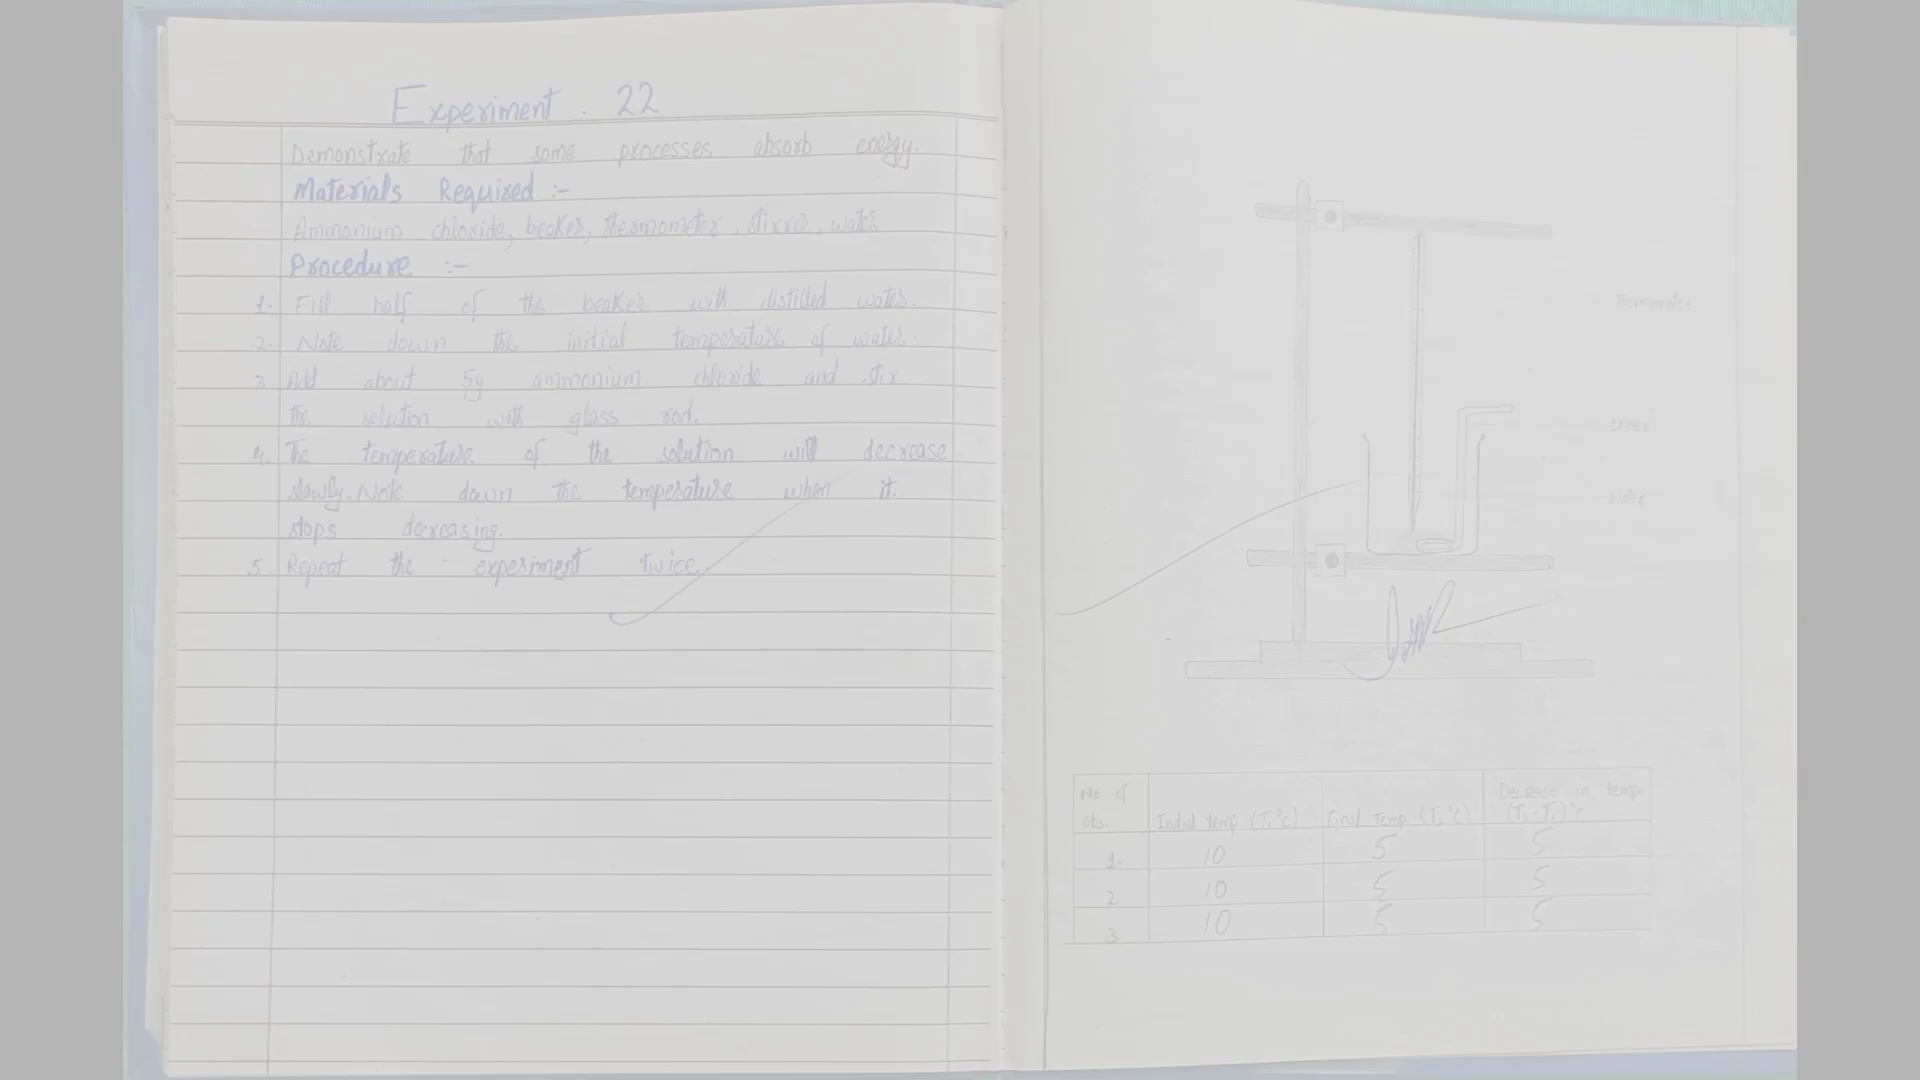 Experiment . 22
Demonstrate that some processes absorb energy.
Materials Required :-
Ammonium chloride, beaker, thermometer, stirrer, water
Procedure :-
1. Fill half of the beaker with distilled water.
2. Note down the initial temperature of water.
3. Add about 5g ammonium chloride and stir
the solution with glass rod.
4. The temperature of the solution will decrease
slowly. Note down the temperature when it
stops decreasing.
5. Repeat the experiment twice.
Thermometer
Water
No. of obs. Initial temp (T₁°C) Final Temp (T₂°C) Decrease in temp
1. 10 5 5
2 10 5 5
3 10 5 5